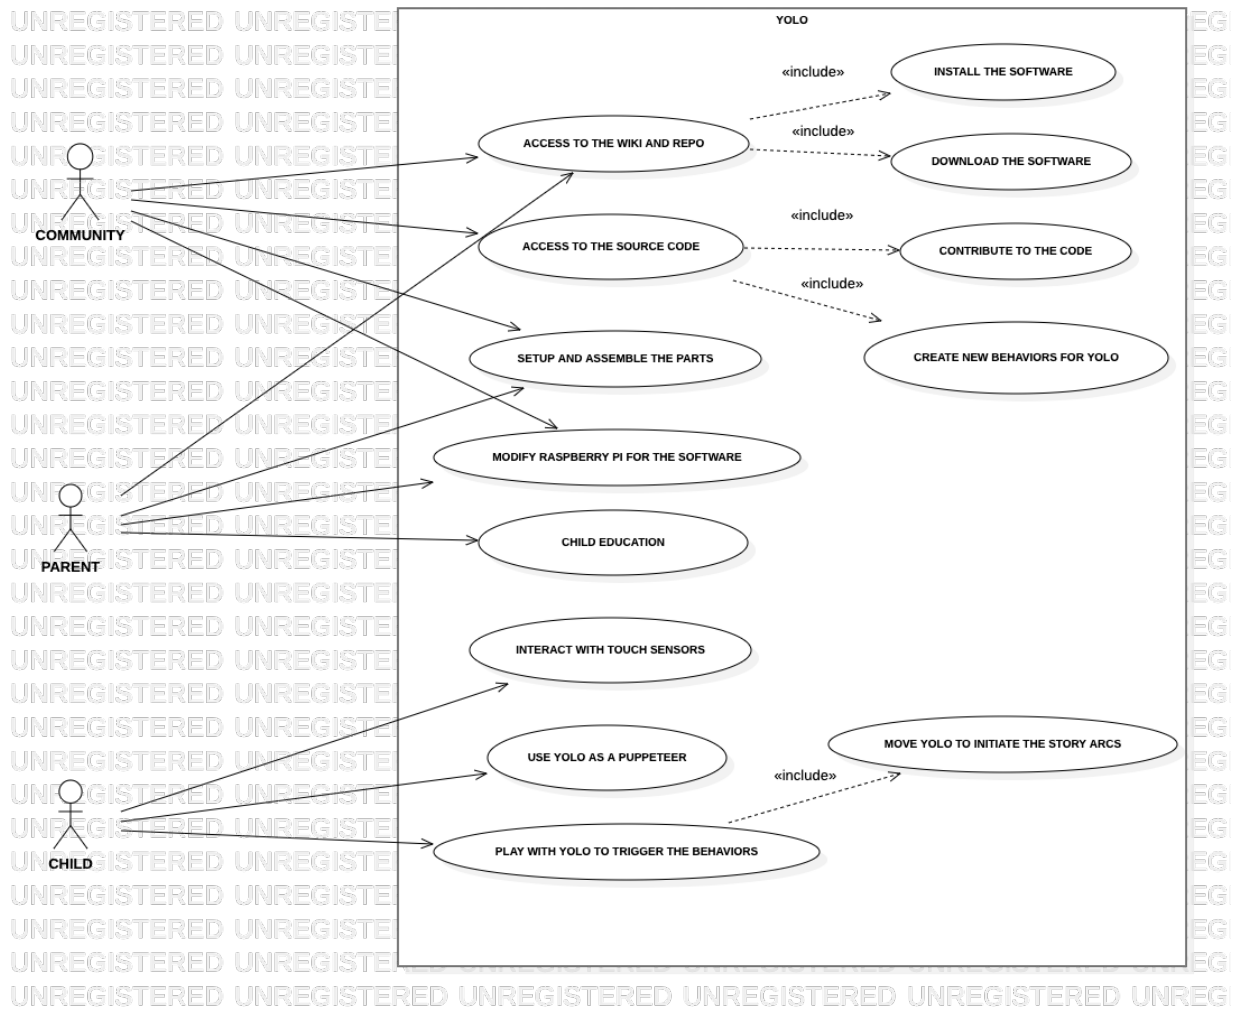 YOLO
«include»
INSTALL THE SOFTWARE
ACCESS TO THE WIKI AND REPO
«include»
DOWNLOAD THE SOFTWARE
COMMUNITY
«include»
ACCESS TO THE SOURCE CODE
CONTRIBUTE TO THE CODE
«include»
SETUP AND ASSEMBLE THE PARTS
CREATE NEW BEHAVIORS FOR YOLO
MODIFY RASPBERRY PI FOR THE SOFTWARE
PARENT
CHILD EDUCATION
INTERACT WITH TOUCH SENSORS
USE YOLO AS A PUPPETEER
MOVE YOLO TO INITIATE THE STORY ARCS
«include»
CHILD
PLAY WITH YOLO TO TRIGGER THE BEHAVIORS
UNREGISTERED UNREGISTERED UNREGISTERED UNREGISTERED UNREGISTERED UNREG